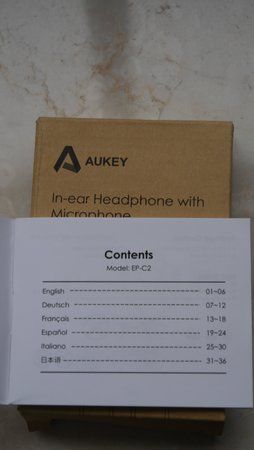 AUKEY
In-ear Headphone with
Microphone
Contents
Model: EP-C2
English 01~06
Deutsch 07~12
Français 13~18
Español 19~24
Italiano 25~30
日本语 31~36